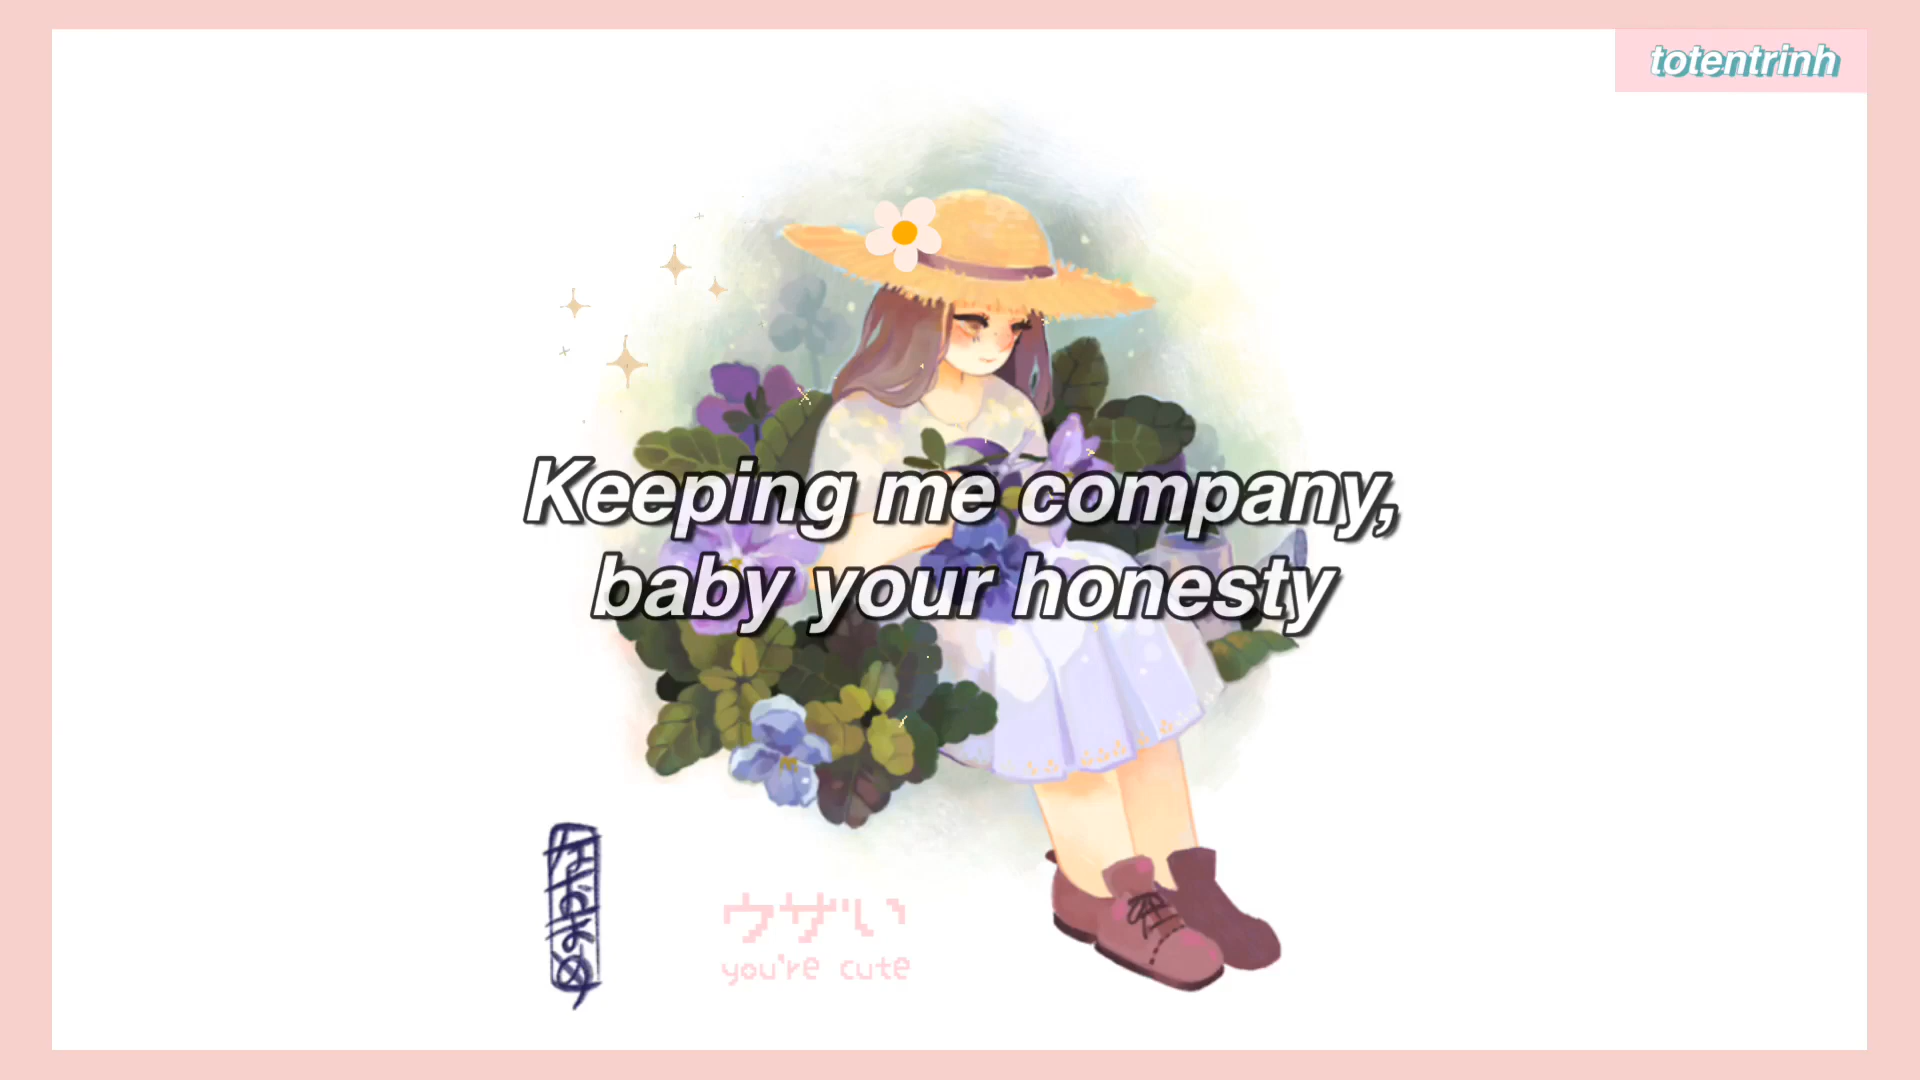 totentrinh
Keeping me company,
baby your honesty
ウザい
you're cute